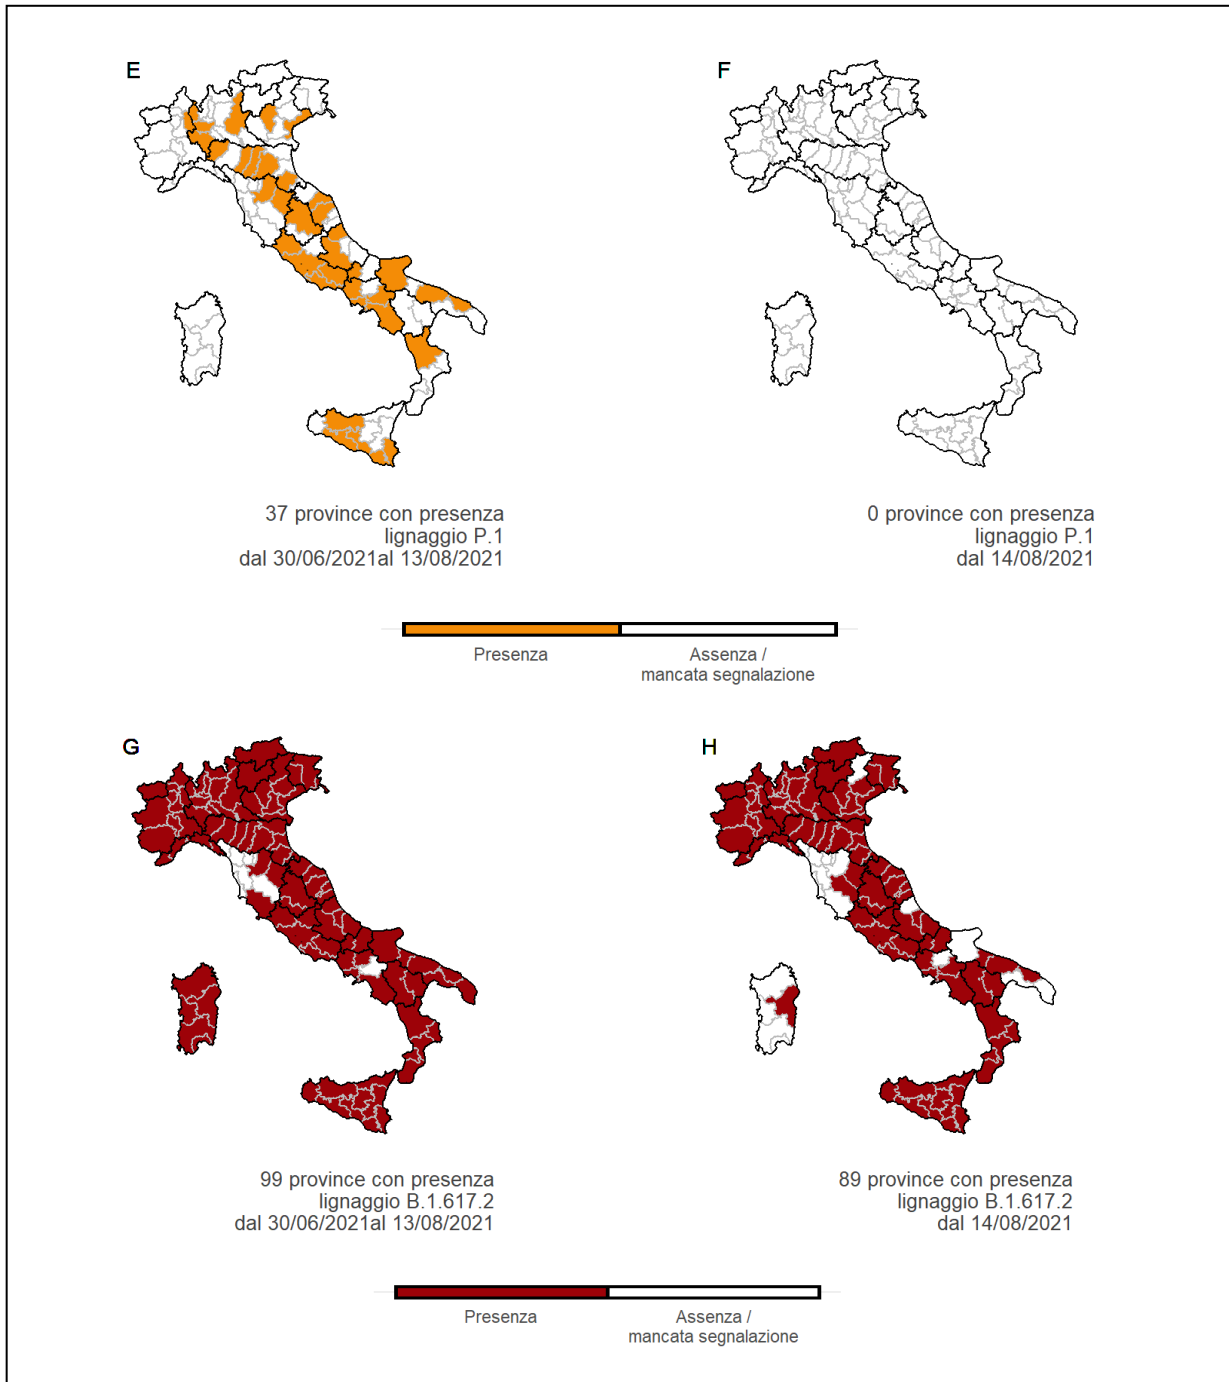 E
F
37 province con presenza
lignaggio P.1
dal 30/06/2021al 13/08/2021
0 province con presenza
lignaggio P.1
dal 14/08/2021
Presenza
Assenza /
mancata segnalazione
G
H
99 province con presenza
lignaggio B.1.617.2
dal 30/06/2021al 13/08/2021
89 province con presenza
lignaggio B.1.617.2
dal 14/08/2021
Presenza
Assenza /
mancata segnalazione